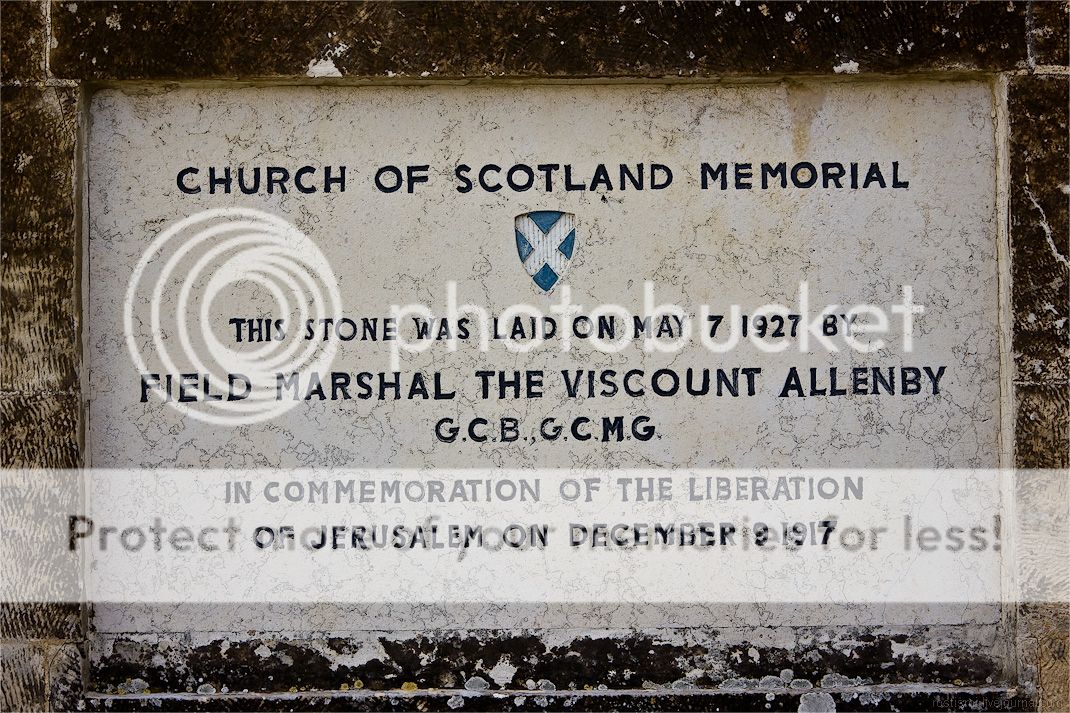 CHURCH OF SCOTLAND MEMORIAL
THIS STONE WAS LAID ON MAY 7 1927 BY
photobucket
FIELD MARSHAL THE VISCOUNT ALLENBY
G.C.B., G.C.M.G.
IN COMMEMORATION OF THE LIBERATION
OF JERUSALEM ON DECEMBER 9 1917
Protect more of your memories for less!